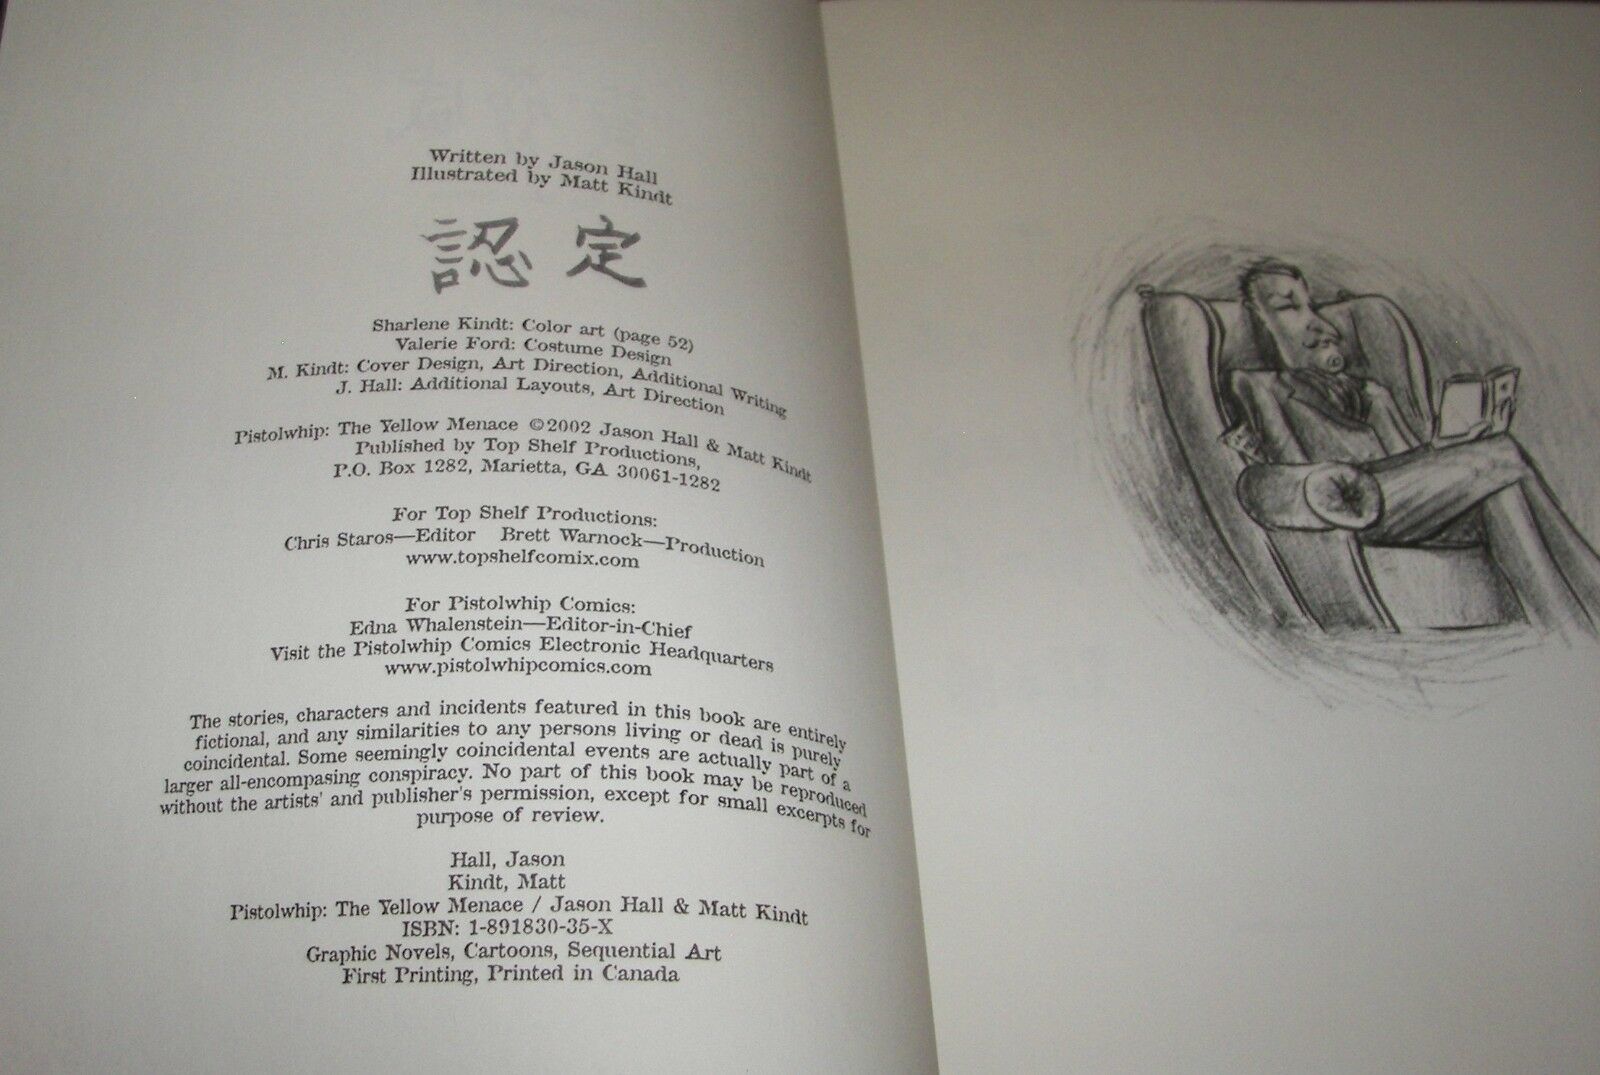 Written by Jason Hall
Illustrated by Matt Kindt
認定
Sharlene Kindt: Color art (page 52)
Valerie Ford: Costume Design
M. Kindt: Cover Design, Art Direction, Additional Writing
J. Hall: Additional Layouts, Art Direction
Pistolwhip: The Yellow Menace ©2002 Jason Hall & Matt Kindt
Published by Top Shelf Productions,
P.O. Box 1282, Marietta, GA 30061-1282
For Top Shelf Productions:
Chris Staros—Editor Brett Warnock—Production
www.topshelfcomix.com
For Pistolwhip Comics:
Edna Whalenstein—Editor-in-Chief
Visit the Pistolwhip Comics Electronic Headquarters
www.pistolwhipcomics.com
The stories, characters and incidents featured in this book are entirely
fictional, and any similarities to any persons living or dead is purely
coincidental. Some seemingly coincidental events are actually part of a
larger all-encompasing conspiracy. No part of this book may be reproduced
without the artists' and publisher's permission, except for small excerpts for
purpose of review.
Hall, Jason
Kindt, Matt
Pistolwhip: The Yellow Menace / Jason Hall & Matt Kindt
ISBN: 1-891830-35-X
Graphic Novels, Cartoons, Sequential Art
First Printing, Printed in Canada